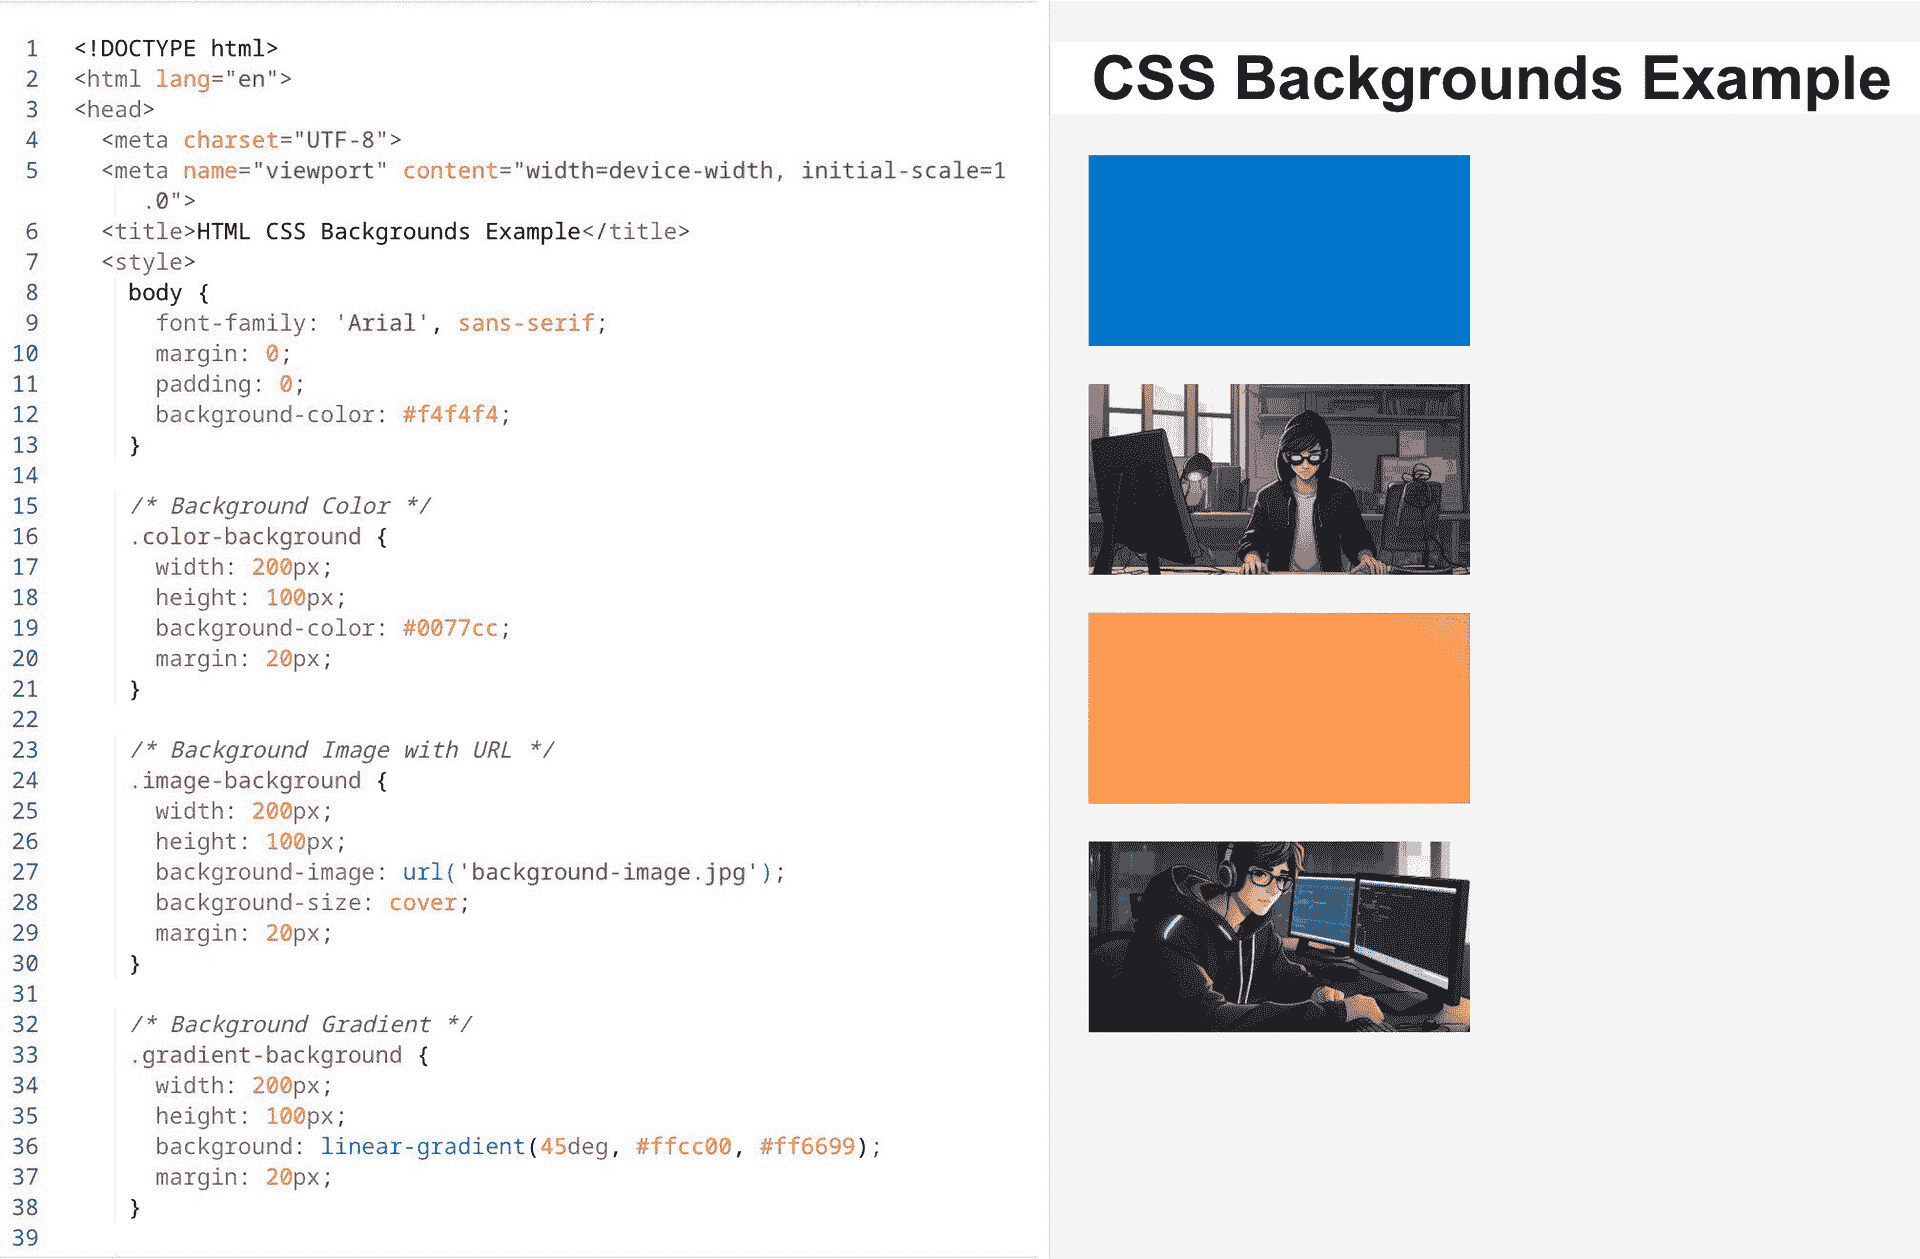 1 <!DOCTYPE html>
2 <html lang="en">
3 <head>
4 <meta charset="UTF-8">
5 <meta name="viewport" content="width=device-width, initial-scale=1
.0">
6 <title>HTML CSS Backgrounds Example</title>
7 <style>
8 body {
9 font-family: 'Arial', sans-serif;
10 margin: 0;
11 padding: 0;
12 background-color: #f4f4f4;
13 }
14
15 /* Background Color */
16 .color-background {
17 width: 200px;
18 height: 100px;
19 background-color: #0077cc;
20 margin: 20px;
21 }
22
23 /* Background Image with URL */
24 .image-background {
25 width: 200px;
26 height: 100px;
27 background-image: url('background-image.jpg');
28 background-size: cover;
29 margin: 20px;
30 }
31
32 /* Background Gradient */
33 .gradient-background {
34 width: 200px;
35 height: 100px;
36 background: linear-gradient(45deg, #ffcc00, #ff6699);
37 margin: 20px;
38 }
39
CSS Backgrounds Example